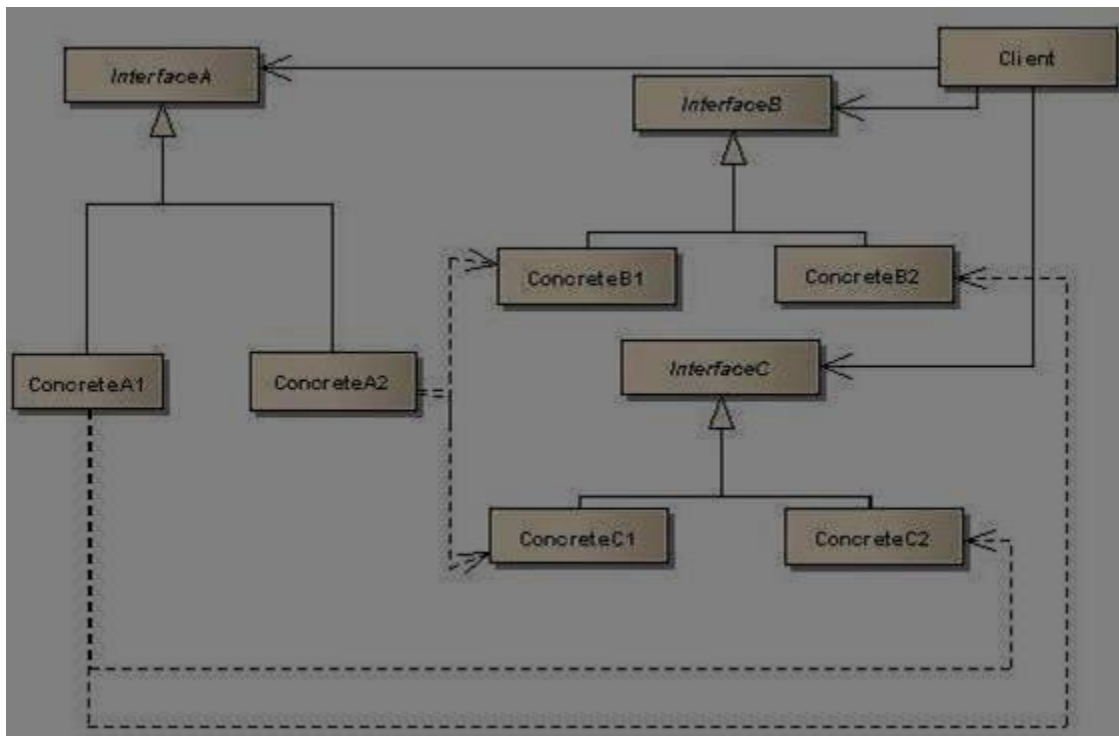 Client
InterfaceA
InterfaceB
ConcreteB1
ConcreteB2
InterfaceC
ConcreteA1
ConcreteA2
ConcreteC1
ConcreteC2